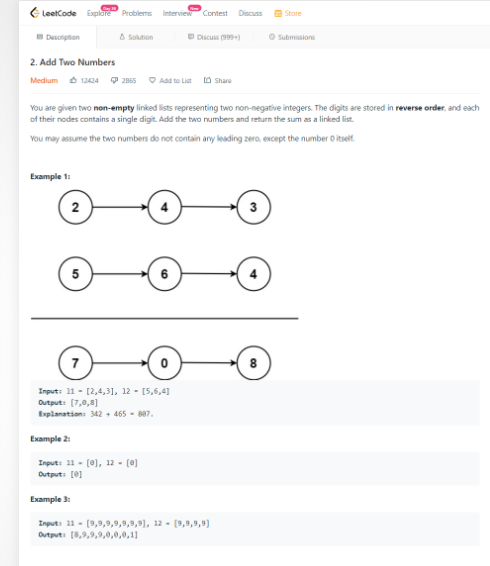 LeetCode Explore Day 30 Problems Interview New Contest Discuss Store
Description Solution Discuss (999+) Submissions
2. Add Two Numbers
Medium 12424 2865 Add to List Share
You are given two non-empty linked lists representing two non-negative integers. The digits are stored in reverse order, and each
of their nodes contains a single digit. Add the two numbers and return the sum as a linked list.
You may assume the two numbers do not contain any leading zero, except the number 0 itself.
Example 1:
2 4 3
5 6 4
7 0 8
Input: l1 = [2,4,3], l2 = [5,6,4]
Output: [7,0,8]
Explanation: 342 + 465 = 807.
Example 2:
Input: l1 = [0], l2 = [0]
Output: [0]
Example 3:
Input: l1 = [9,9,9,9,9,9,9], l2 = [9,9,9,9]
Output: [8,9,9,9,0,0,0,1]